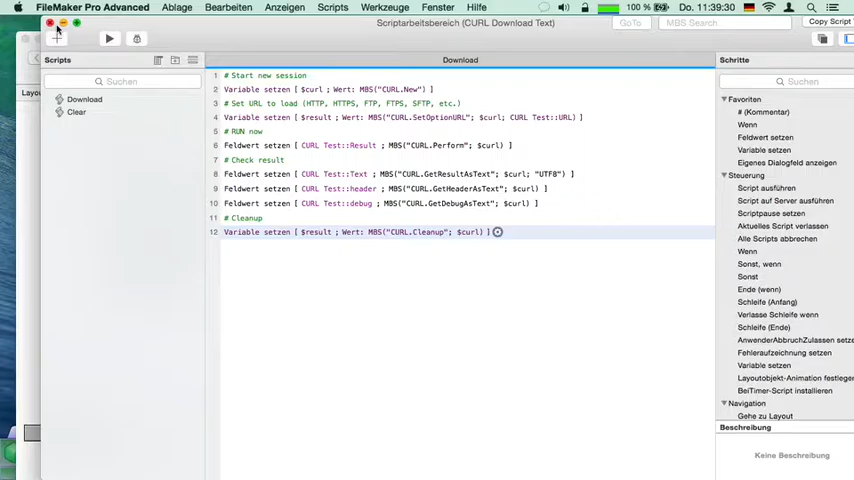 FileMaker Pro Advanced Ablage Bearbeiten Anzeigen Scripts Werkzeuge Fenster Hilfe 100 % Do. 11:39:30
Scriptarbeitsbereich (CURL Download Text) GoTo MBS Search Copy Script
Scripts Download Schritte
Layou
Suchen
Suchen
Download
Clear
1 # Start new session
2 Variable setzen [ $curl ; Wert: MBS("CURL.New") ]
3 # Set URL to load (HTTP, HTTPS, FTP, FTPS, SFTP, etc.)
4 Variable setzen [ $result ; Wert: MBS("CURL.SetOptionURL"; $curl; CURL Test::URL) ]
5 # RUN now
6 Feldwert setzen [ CURL Test::Result ; MBS("CURL.Perform"; $curl) ]
7 # Check result
8 Feldwert setzen [ CURL Test::Text ; MBS("CURL.GetResultAsText"; $curl; "UTF8") ]
9 Feldwert setzen [ CURL Test::header ; MBS("CURL.GetHeaderAsText"; $curl) ]
10 Feldwert setzen [ CURL Test::debug ; MBS("CURL.GetDebugAsText"; $curl) ]
11 # Cleanup
12 Variable setzen [ $result ; Wert: MBS("CURL.Cleanup"; $curl) ]
Favoriten
# (Kommentar)
Wenn
Feldwert setzen
Variable setzen
Eigenes Dialogfeld anzeigen
Steuerung
Script ausführen
Script auf Server ausführen
Scriptpause setzen
Aktuelles Script verlassen
Alle Scripts abbrechen
Wenn
Sonst, wenn
Sonst
Ende (wenn)
Schleife (Anfang)
Verlasse Schleife wenn
Schleife (Ende)
AnwenderAbbruchZulassen setze
Fehleraufzeichnung setzen
Variable setzen
Layoutobjekt-Animation festleger
BeiTimer-Script installieren
Navigation
Gehe zu Layout
Beschreibung
Keine Beschreibung